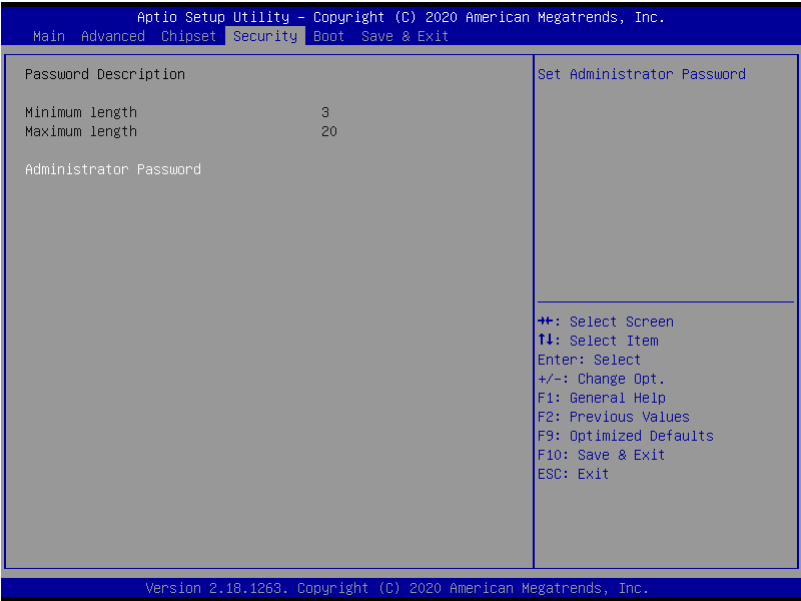 Aptio Setup Utility – Copyright (C) 2020 American Megatrends, Inc.
Main Advanced Chipset Security Boot Save & Exit
Password Description
Minimum length 3
Maximum length 20
Administrator Password
Set Administrator Password
→←: Select Screen
↑↓: Select Item
Enter: Select
+/-: Change Opt.
F1: General Help
F2: Previous Values
F9: Optimized Defaults
F10: Save & Exit
ESC: Exit
Version 2.18.1263. Copyright (C) 2020 American Megatrends, Inc.